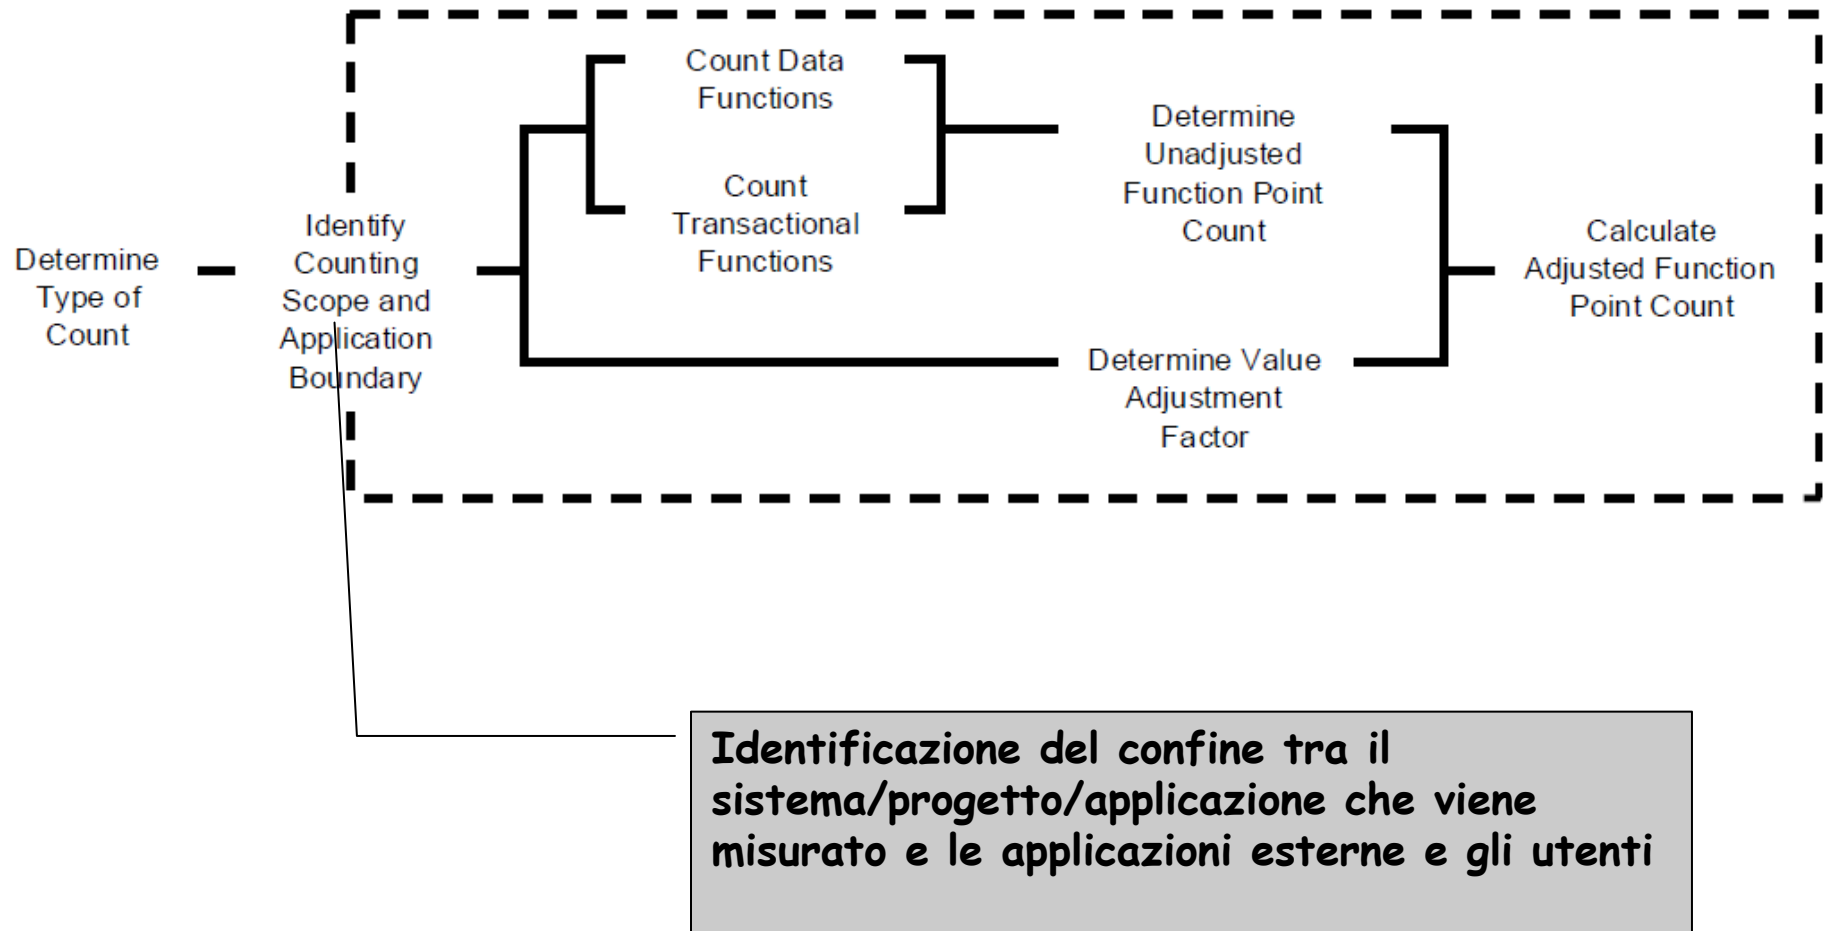 Determine
Type of
Count
Identify
Counting
Scope and
Application
Boundary
Count Data
Functions
Count
Transactional
Functions
Determine
Unadjusted
Function Point
Count
Determine Value
Adjustment
Factor
Calculate
Adjusted Function
Point Count
Identificazione del confine tra il
sistema/progetto/applicazione che viene
misurato e le applicazioni esterne e gli utenti